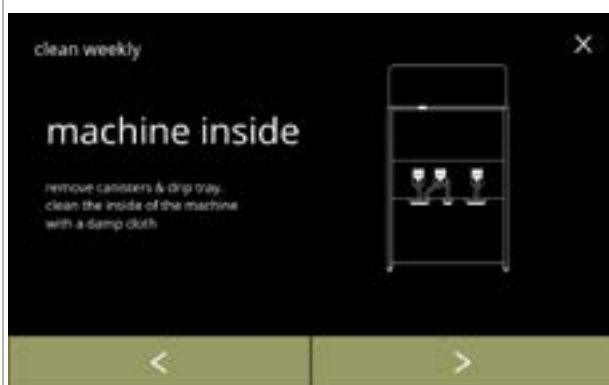 clean weekly
machine inside
remove canisters & drip tray.
clean the inside of the machine
with a damp cloth